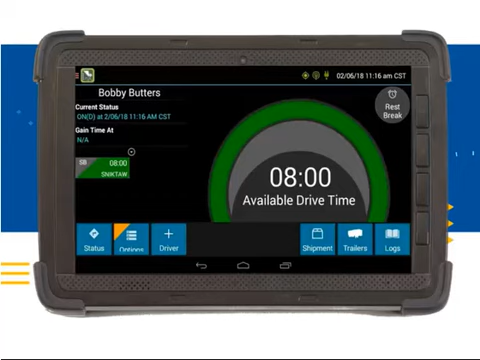 02/06/18 11:16 am CST
Bobby Butters
Current Status
ON(D) at 2/06/18 11:16 AM CST
Gain Time At
N/A
Rest
Break
SB
08:00
SNIKTAW
08:00
Available Drive Time
Status
Options
Driver
Shipment
Trailers
Logs